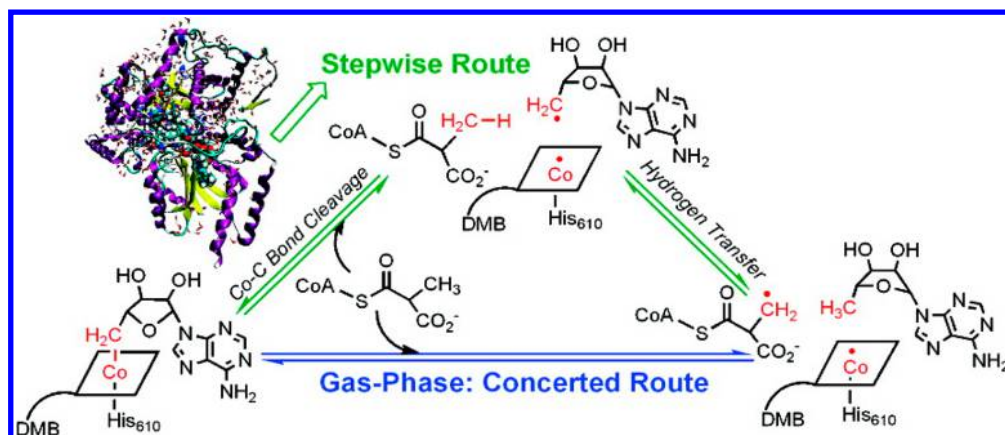 Stepwise Route
HO OH
O
H₂C
•
N
N
N
N
NH₂
O
H₂C–H
CoA
S
CO₂⁻
•
Co
DMB
His₆₁₀
Co-C Bond Cleavage
Hydrogen Transfer
O
CH₃
CoA
S
CO₂⁻
HO OH
O
H₂C
N
N
N
N
NH₂
Co
DMB
His₆₁₀
Gas-Phase: Concerted Route
O
•
CH₂
CoA
S
CO₂⁻
HO OH
O
H₃C
N
N
N
N
NH₂
•
Co
DMB
His₆₁₀